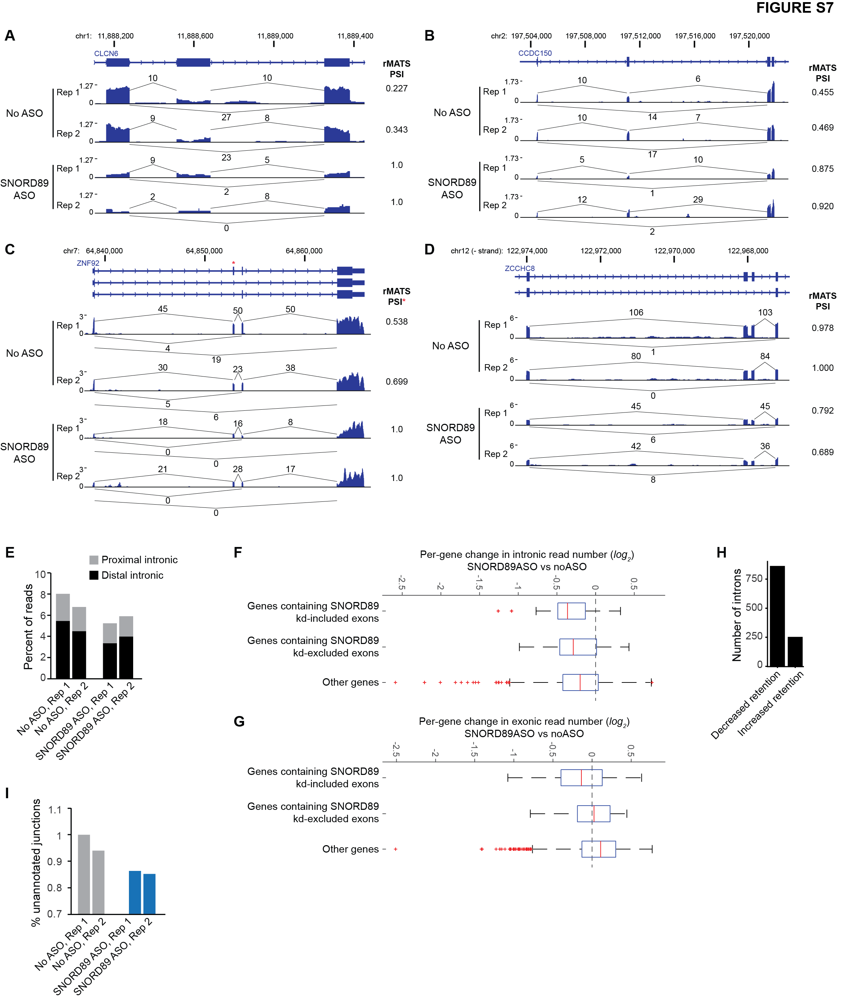 FIGURE S7
A
chr1: 11,888,200 11,888,600 11,889,000 11,889,400
CLCN6
rMATS
PSI
No ASO
Rep 1
1.27
0
10
10
27
0.227
Rep 2
1.27
0
9
8
23
0.343
SNORD89
ASO
Rep 1
1.27
0
9
5
2
1.0
Rep 2
1.27
0
2
8
0
1.0
B
chr2: 197,504,000 197,508,000 197,512,000 197,516,000 197,520,000
CCDC150
rMATS
PSI
No ASO
Rep 1
1.73
0
10
6
14
0.455
Rep 2
1.73
0
10
7
17
0.469
SNORD89
ASO
Rep 1
1.73
0
5
10
1
0.875
Rep 2
1.73
0
12
29
2
0.920
C
chr7: 64,840,000 64,850,000 64,860,000
ZNF92
*
rMATS
PSI*
No ASO
Rep 1
3
0
45
50
50
4
19
0.538
Rep 2
3
0
30
23
38
5
6
0.699
SNORD89
ASO
Rep 1
3
0
18
16
8
0
0
1.0
Rep 2
3
0
21
28
17
0
0
1.0
D
chr12 (- strand): 122,974,000 122,972,000 122,970,000 122,968,000
ZCCHC8
rMATS
PSI
No ASO
Rep 1
6
0
106
103
1
0.978
Rep 2
6
0
80
84
0
1.000
SNORD89
ASO
Rep 1
6
0
45
45
6
0.792
Rep 2
6
0
42
36
8
0.689
E
Proximal intronic
Distal intronic
Percent of reads
10
8
6
4
2
0
No ASO, Rep 1
No ASO, Rep 2
SNORD89 ASO, Rep 1
SNORD89 ASO, Rep 2
F
Per-gene change in intronic read number (log2)
SNORD89ASO vs noASO
-2.5 -2 -1.5 -1 -0.5 0 0.5
Genes containing SNORD89
kd-included exons
Genes containing SNORD89
kd-excluded exons
Other genes
G
Per-gene change in exonic read number (log2)
SNORD89ASO vs noASO
-2.5 -2 -1.5 -1 -0.5 0 0.5
Genes containing SNORD89
kd-included exons
Genes containing SNORD89
kd-excluded exons
Other genes
H
Number of introns
750
500
250
0
Decreased retention
Increased retention
I
% unannotated junctions
1.1
1
0.9
0.8
0.7
No ASO, Rep 1
No ASO, Rep 2
SNORD89 ASO, Rep 1
SNORD89 ASO, Rep 2